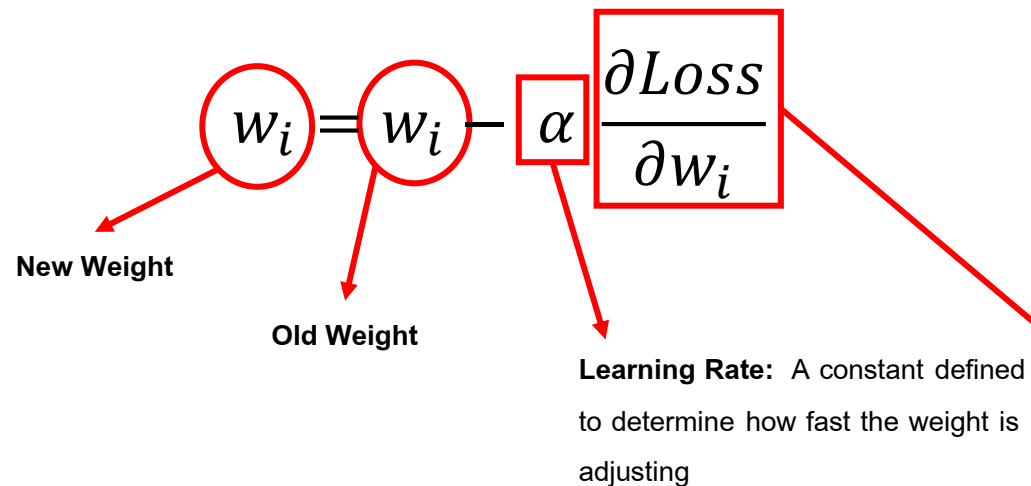 wᵢ = wᵢ − α ∂Loss/∂wᵢ
New Weight
Old Weight
Learning Rate: A constant defined
to determine how fast the weight is
adjusting